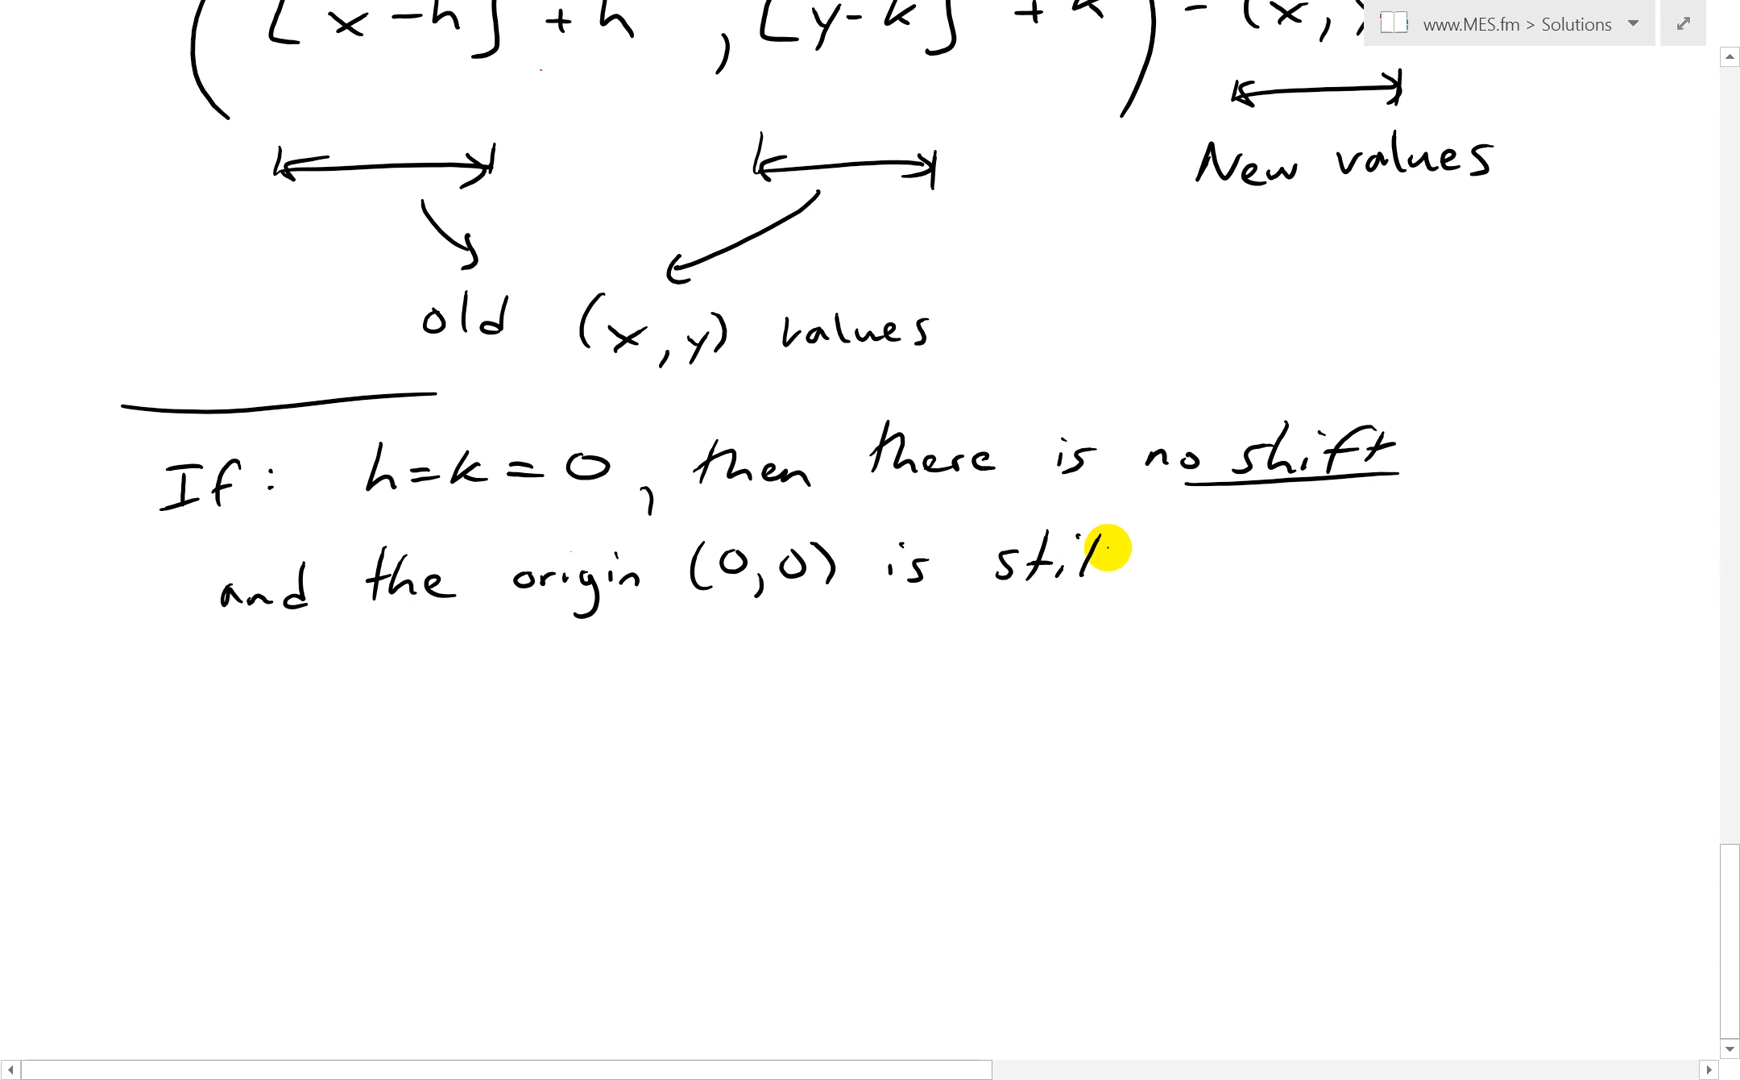 ([x-h]+h, [y-k]+k) = (x,
www.MES.fm > Solutions
New values
old (x,y) values
If: h=k=0, then there is no shift
and the origin (0,0) is stil